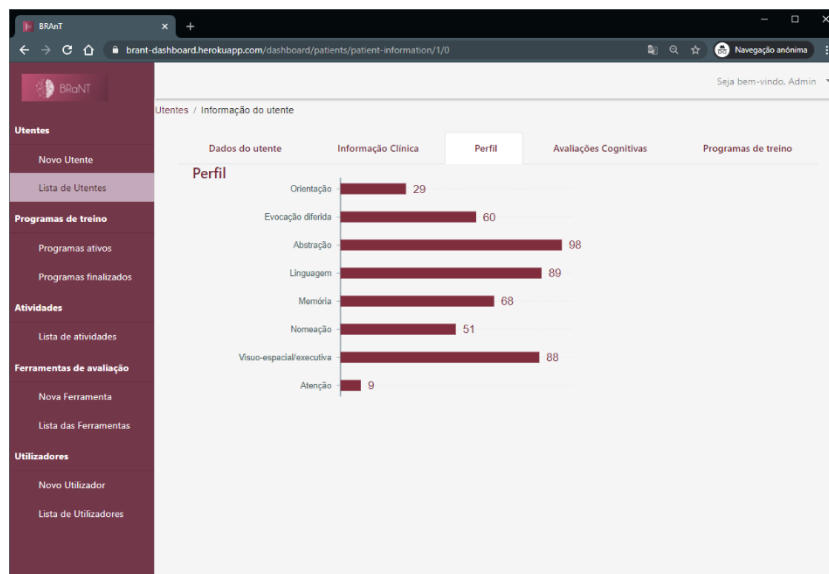 BRAnT
brant-dashboard.herokuapp.com/dashboard/patients/patient-information/1/0
Navegação anónima
BRaNT
Seja bem-vindo, Admin
Utentes / Informação do utente
Utentes
Novo Utente
Lista de Utentes
Programas de treino
Programas ativos
Programas finalizados
Atividades
Lista de atividades
Ferramentas de avaliação
Nova Ferramenta
Lista das Ferramentas
Utilizadores
Novo Utilizador
Lista de Utilizadores
Dados do utente Informação Clínica Perfil Avaliações Cognitivas Programas de treino
Perfil
Orientação 29
Evocação diferida 60
Abstração 98
Linguagem 89
Memória 68
Nomeação 51
Visuo-espacial/executiva 88
Atenção 9